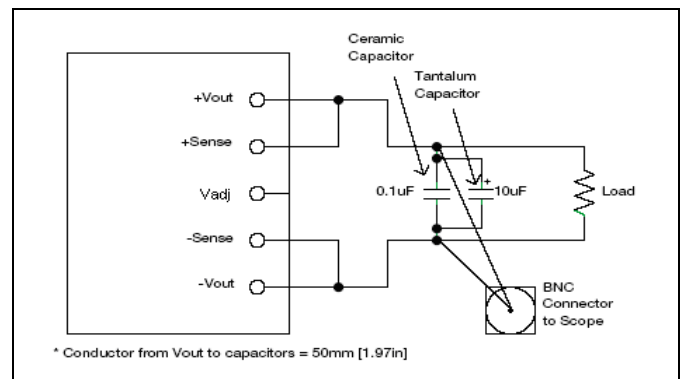 Ceramic
Capacitor
Tantalum
Capacitor
+Vout
+Sense
Vadj
-Sense
-Vout
0.1uF
+
10uF
Load
BNC
Connector
to Scope
* Conductor from Vout to capacitors = 50mm [1.97in]